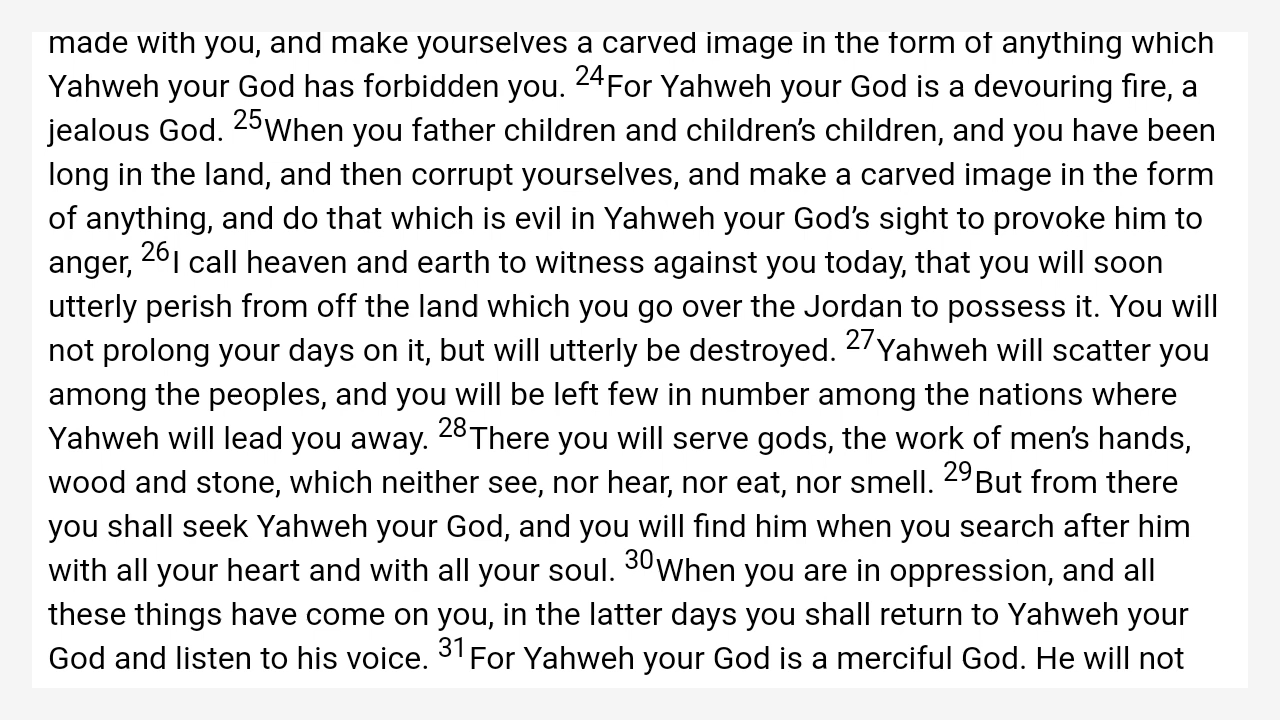 made with you, and make yourselves a carved image in the form of anything which
Yahweh your God has forbidden you. 24For Yahweh your God is a devouring fire, a
jealous God. 25When you father children and children’s children, and you have been
long in the land, and then corrupt yourselves, and make a carved image in the form
of anything, and do that which is evil in Yahweh your God’s sight to provoke him to
anger, 26I call heaven and earth to witness against you today, that you will soon
utterly perish from off the land which you go over the Jordan to possess it. You will
not prolong your days on it, but will utterly be destroyed. 27Yahweh will scatter you
among the peoples, and you will be left few in number among the nations where
Yahweh will lead you away. 28There you will serve gods, the work of men’s hands,
wood and stone, which neither see, nor hear, nor eat, nor smell. 29But from there
you shall seek Yahweh your God, and you will find him when you search after him
with all your heart and with all your soul. 30When you are in oppression, and all
these things have come on you, in the latter days you shall return to Yahweh your
God and listen to his voice. 31For Yahweh your God is a merciful God. He will not